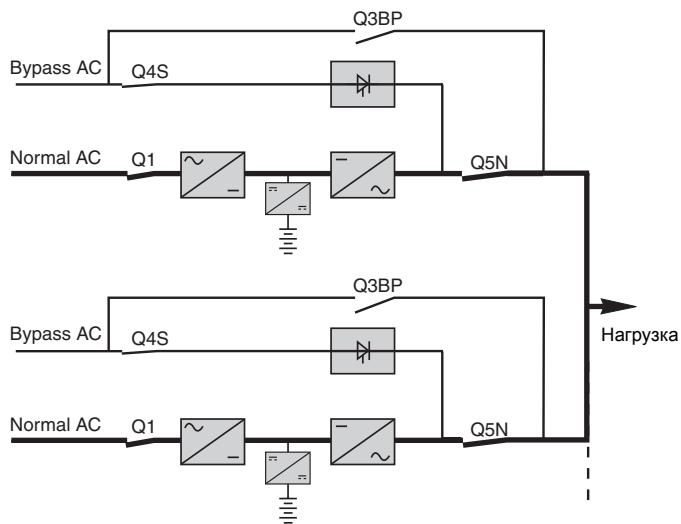 Q3BP
Bypass AC
Q4S
Normal AC
Q1
Q5N
Q3BP
Bypass AC
Q4S
Нагрузка
Normal AC
Q1
Q5N